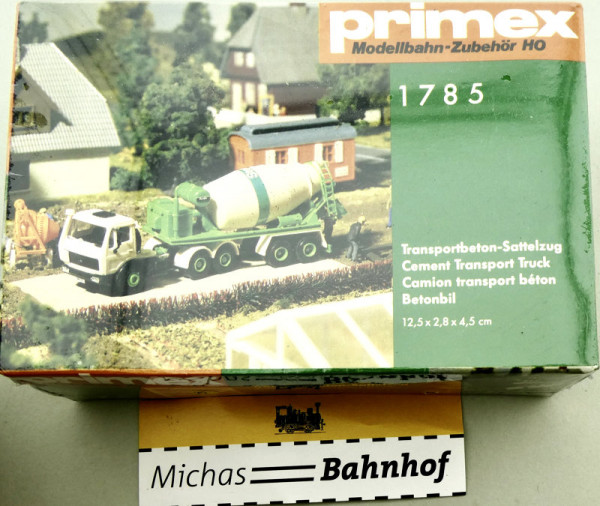 primex
Modellbahn-Zubehör HO
1785
Transportbeton-Sattelzug
Cement Transport Truck
Camion transport béton
Betonbil
12,5 x 2,8 x 4,5 cm
Michas Bahnhof